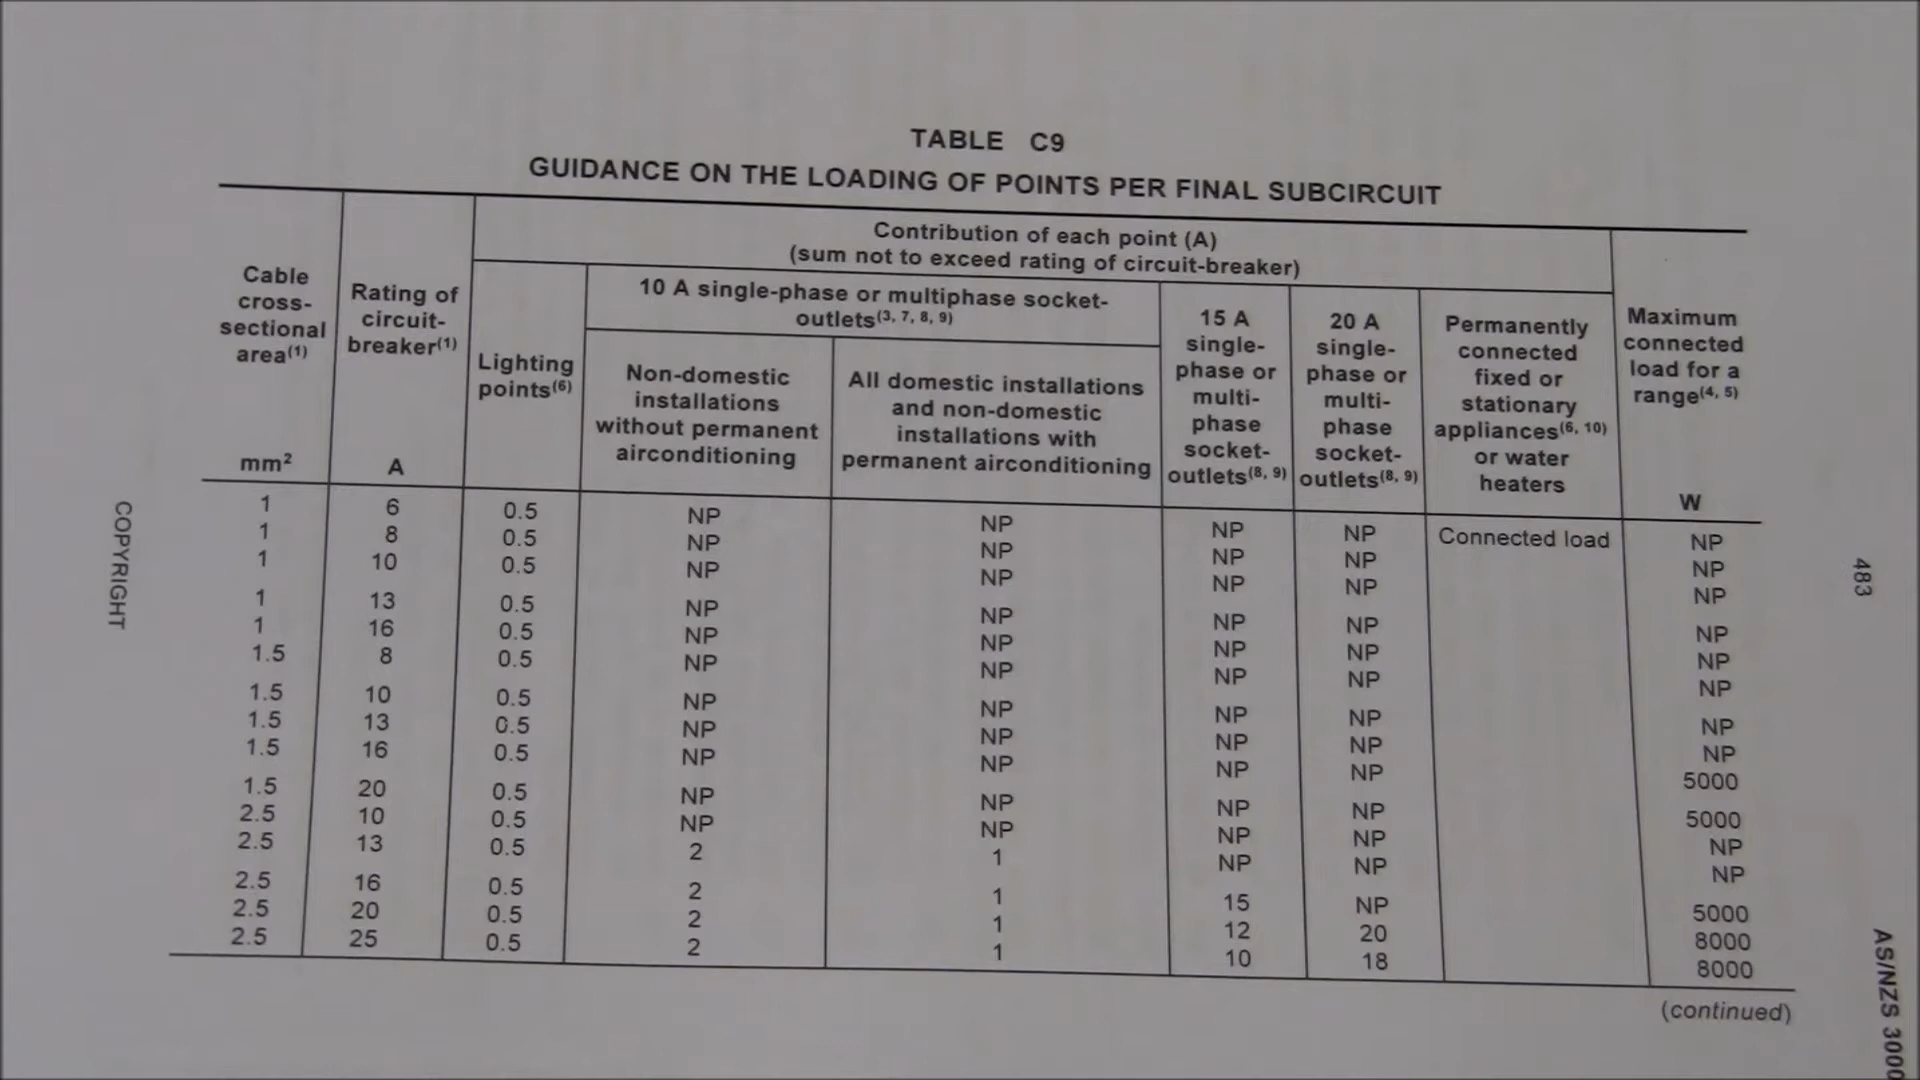 TABLE C9
GUIDANCE ON THE LOADING OF POINTS PER FINAL SUBCIRCUIT
Cable cross-sectional area(1)
mm²
Rating of circuit-breaker(1)
A
Contribution of each point (A)
(sum not to exceed rating of circuit-breaker)
Lighting points(6)
10 A single-phase or multiphase socket-outlets(3, 7, 8, 9)
Non-domestic installations without permanent airconditioning
All domestic installations and non-domestic installations with permanent airconditioning
15 A single-phase or multi-phase socket-outlets(8, 9)
20 A single-phase or multi-phase socket-outlets(8, 9)
Permanently connected fixed or stationary appliances(6, 10) or water heaters
Maximum connected load for a range(4, 5)
W
1 6 0.5 NP NP NP NP Connected load NP
1 8 0.5 NP NP NP NP NP
1 10 0.5 NP NP NP NP NP
1 13 0.5 NP NP NP NP NP
1 16 0.5 NP NP NP NP NP
1.5 8 0.5 NP NP NP NP NP
1.5 10 0.5 NP NP NP NP NP
1.5 13 0.5 NP NP NP NP NP
1.5 16 0.5 NP NP NP NP 5000
1.5 20 0.5 NP NP NP NP 5000
2.5 10 0.5 NP NP NP NP NP
2.5 13 0.5 2 1 NP NP NP
2.5 16 0.5 2 1 15 NP 5000
2.5 20 0.5 2 1 12 20 8000
2.5 25 0.5 2 1 10 18 8000
(continued)
COPYRIGHT
483
AS/NZS 3000